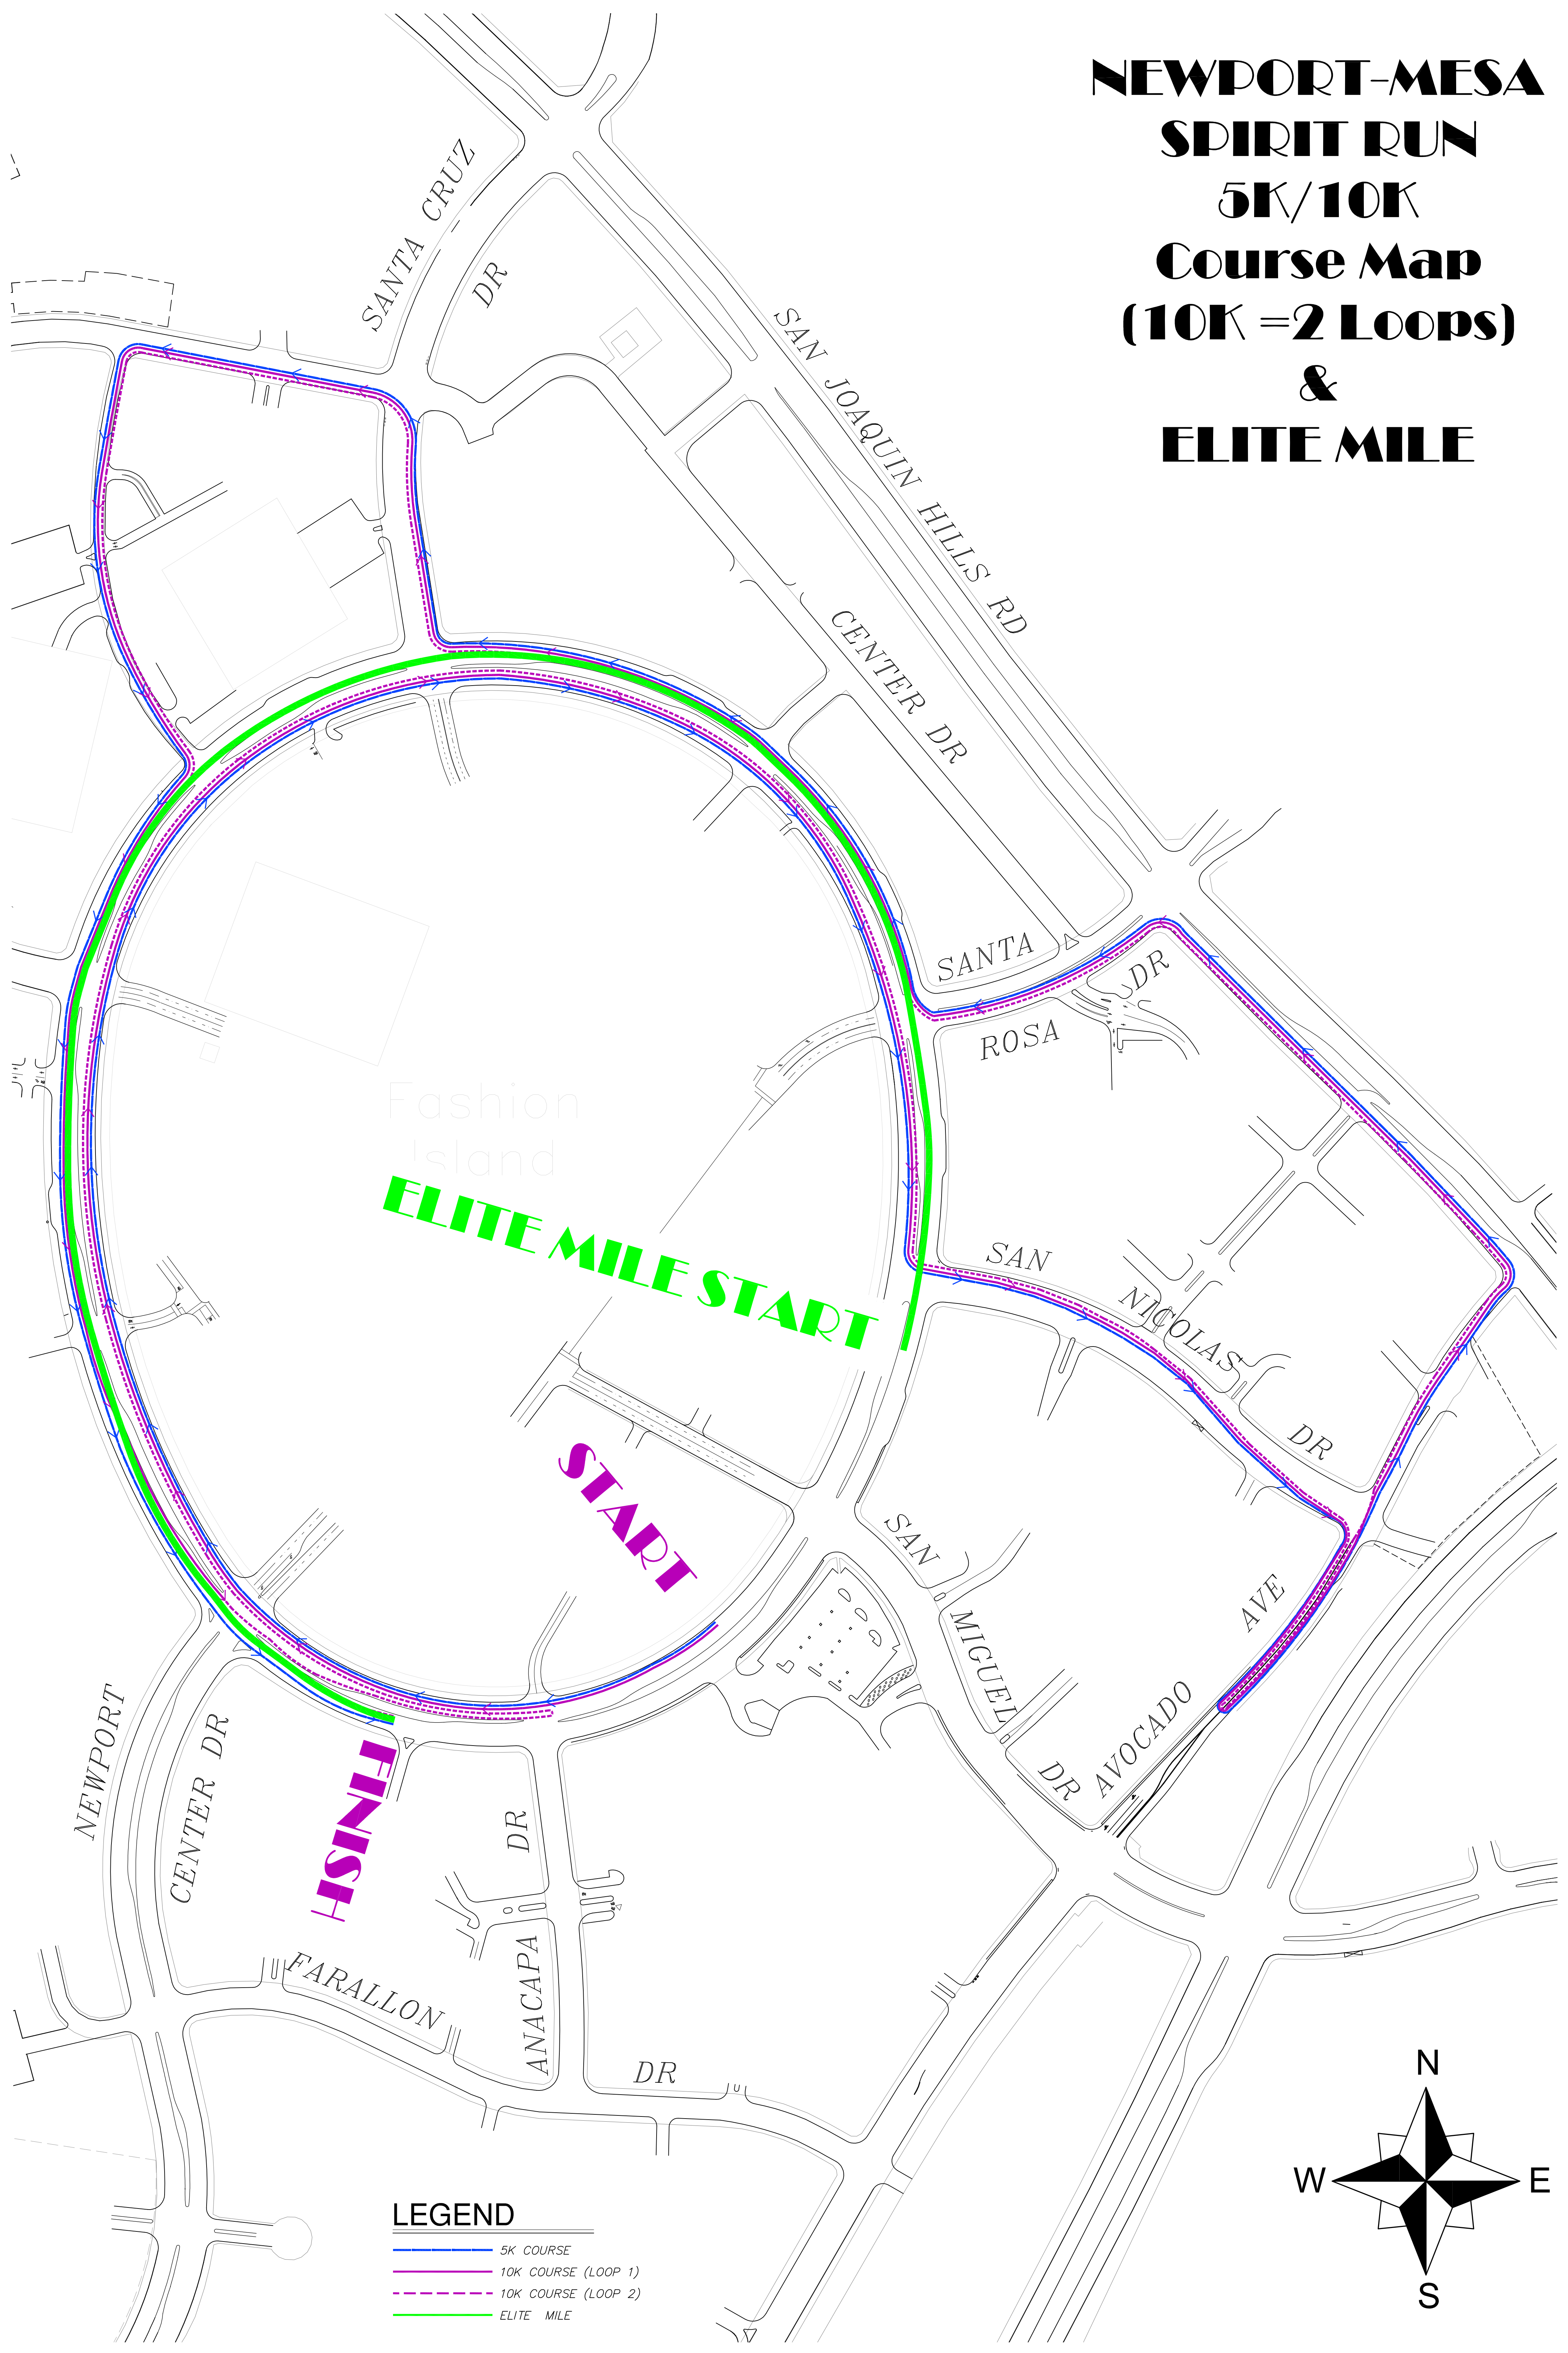 NEWPORT-MESA
SPIRIT RUN
5K/10K
Course Map
(10K =2 Loops)
&
ELITE MILE
SANTA CRUZ
DR
SAN JOAQUIN HILLS RD
CENTER DR
SANTA
ROSA
DR
Fashion
Island
ELITE MILE START
SAN
NICOLAS
DR
START
SAN
MIGUEL
DR
AVOCADO
AVE
NEWPORT
CENTER DR
FINISH
FARALLON
DR
ANACAPA
DR
N
W
E
S
LEGEND
5K COURSE
10K COURSE (LOOP 1)
10K COURSE (LOOP 2)
ELITE MILE